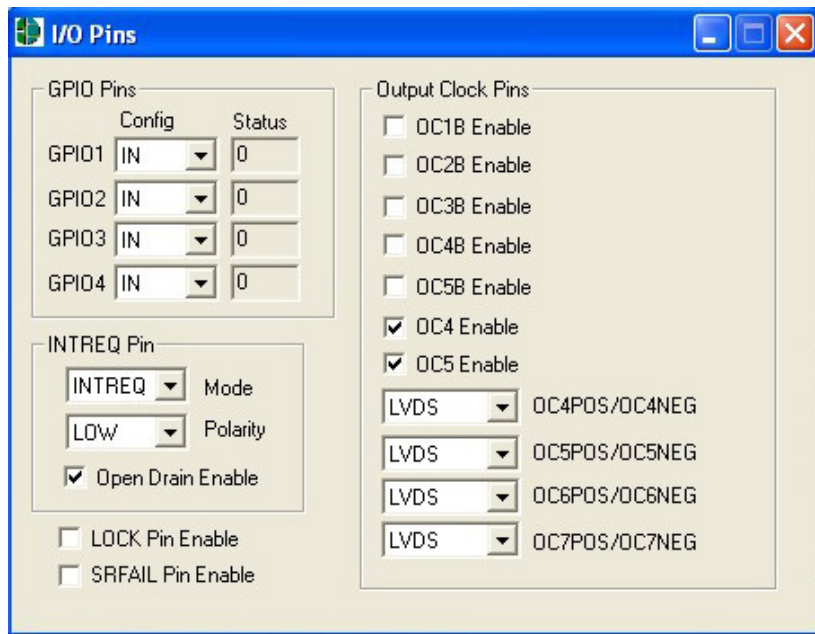 I/O Pins
GPIO Pins
Config Status
GPIO1 IN 0
GPIO2 IN 0
GPIO3 IN 0
GPIO4 IN 0
INTREQ Pin
INTREQ Mode
LOW Polarity
Open Drain Enable
LOCK Pin Enable
SRFAIL Pin Enable
Output Clock Pins
OC1B Enable
OC2B Enable
OC3B Enable
OC4B Enable
OC5B Enable
OC4 Enable
OC5 Enable
LVDS OC4POS/OC4NEG
LVDS OC5POS/OC5NEG
LVDS OC6POS/OC6NEG
LVDS OC7POS/OC7NEG